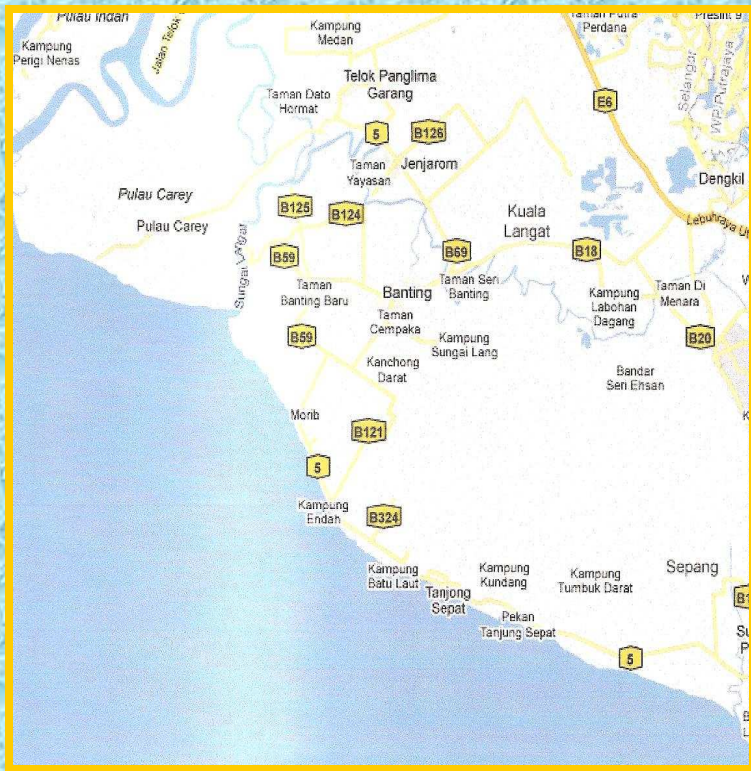 Pulau Indah
Kampung
Perigi Nenas
Jalan Telok
Kampung
Medan
Taman Putra
Perdana
Presint 9
Telok Panglima
Garang
Taman Dato
Hormat
E6
Selangor
WP/Putrajaya
5
B126
Taman
Yayasan
Jenjarom
Dengkil
Pulau Carey
Pulau Carey
B125
B124
Kuala
Langat
Lebuhraya
Sungai Langat
B59
B69
B18
Taman
Banting Baru
Banting
Taman Seri
Banting
Kampung
Labohan
Dagang
Taman Di
Menara
Taman
Cempaka
B59
Kampung
Sungai Lang
B20
Kanchong
Darat
Bandar
Seri Ehsan
Morib
B121
5
Kampung
Endah
B324
Kampung
Batu Laut
Tanjong
Sepat
Kampung
Kundang
Kampung
Tumbuk Darat
Sepang
Pekan
Tanjung Sepat
5